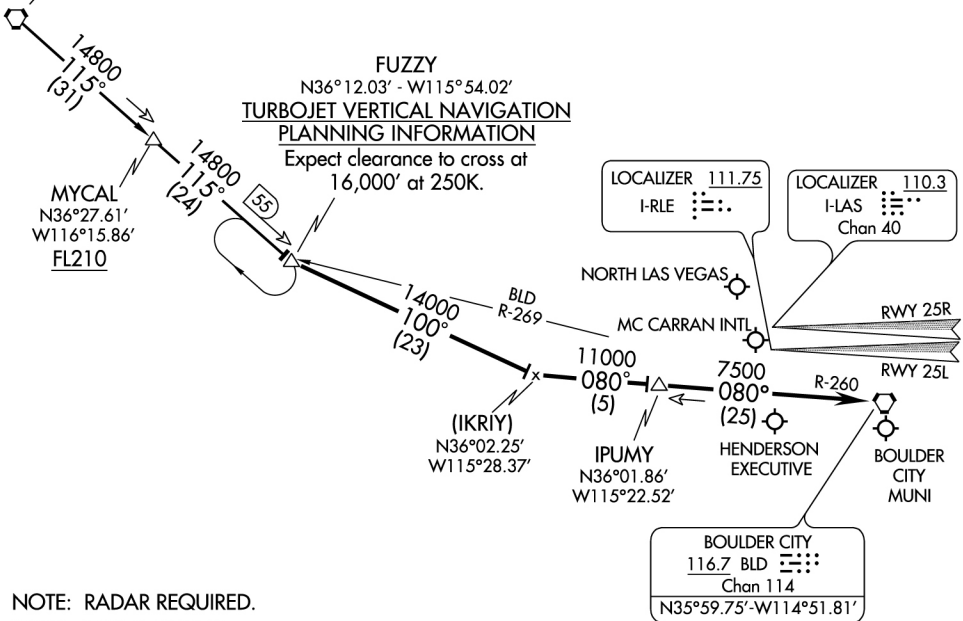 14800
115°
(31)
FUZZY
N36°12.03' - W115°54.02'
TURBOJET VERTICAL NAVIGATION
PLANNING INFORMATION
Expect clearance to cross at
16,000' at 250K.
14800
115°
(24)
55
MYCAL
N36°27.61'
W116°15.86'
FL210
LOCALIZER 111.75
I-RLE
LOCALIZER 110.3
I-LAS
Chan 40
NORTH LAS VEGAS
BLD
R-269
14000
100°
(23)
MC CARRAN INTL
RWY 25R
RWY 25L
11000
080°
(5)
7500
080°
(25)
R-260
(IKRIY)
N36°02.25'
W115°28.37'
IPUMY
N36°01.86'
W115°22.52'
HENDERSON
EXECUTIVE
BOULDER
CITY
MUNI
BOULDER CITY
116.7 BLD
Chan 114
N35°59.75'-W114°51.81'
NOTE: RADAR REQUIRED.